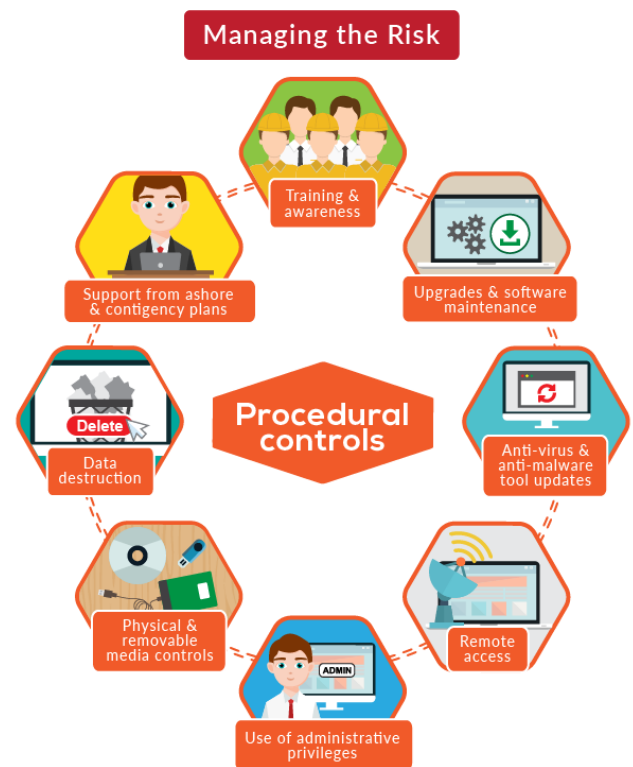 Managing the Risk
Training &
awareness
Upgrades & software
maintenance
Anti-virus &
anti-malware
tool updates
Remote
access
ADMIN
Use of administrative
privileges
Physical &
removable
media controls
Delete
Data
destruction
Support from ashore
& contigency plans
Procedural
controls